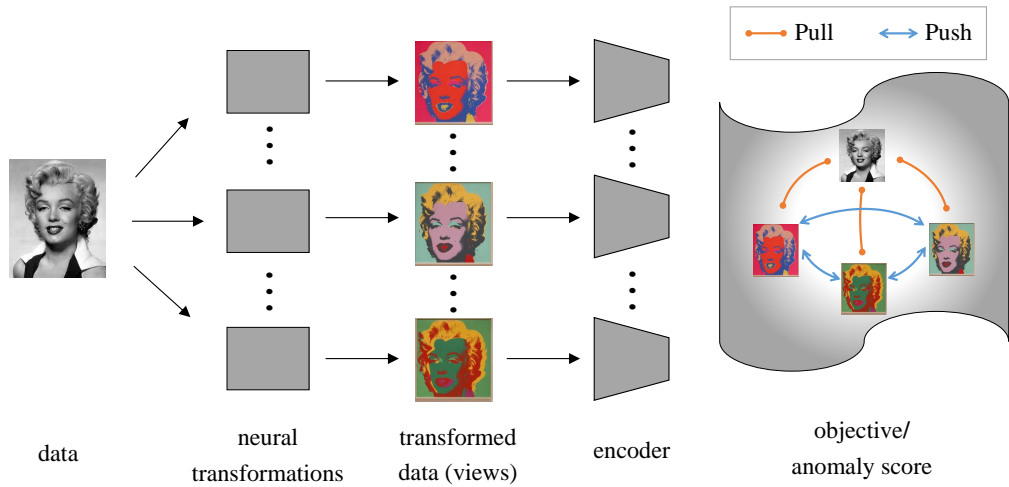 Pull
Push
data
neural
transformations
transformed
data (views)
encoder
objective/
anomaly score